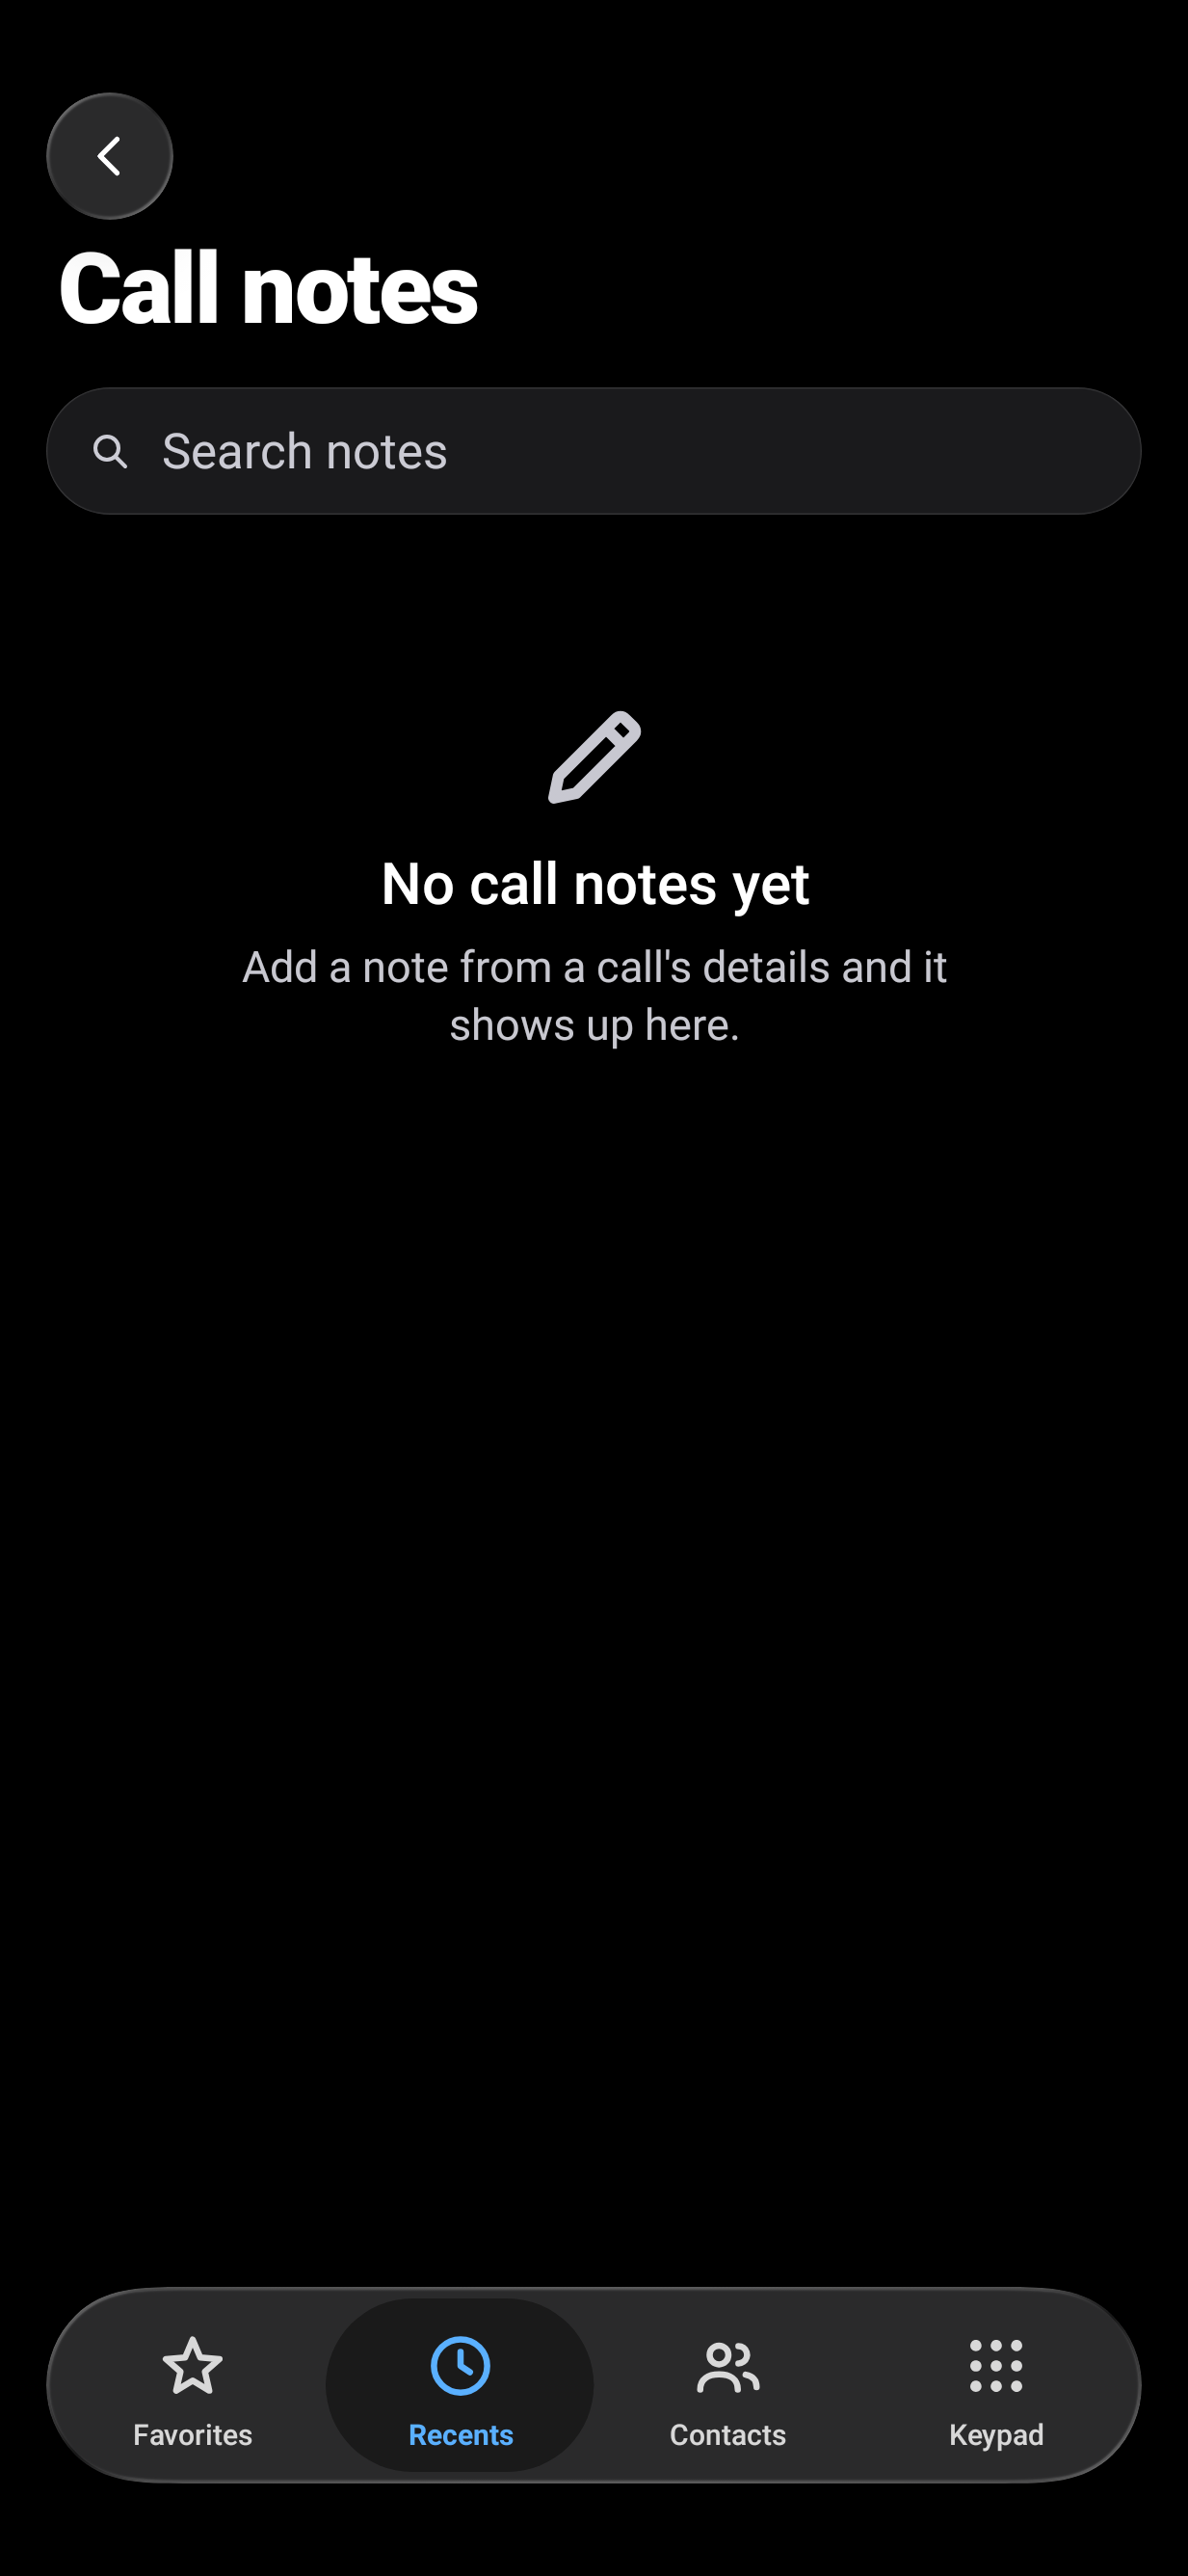 Call notes
Search notes
No call notes yet
Add a note from a call's details and it
shows up here.
Favorites
Recents
Contacts
Keypad